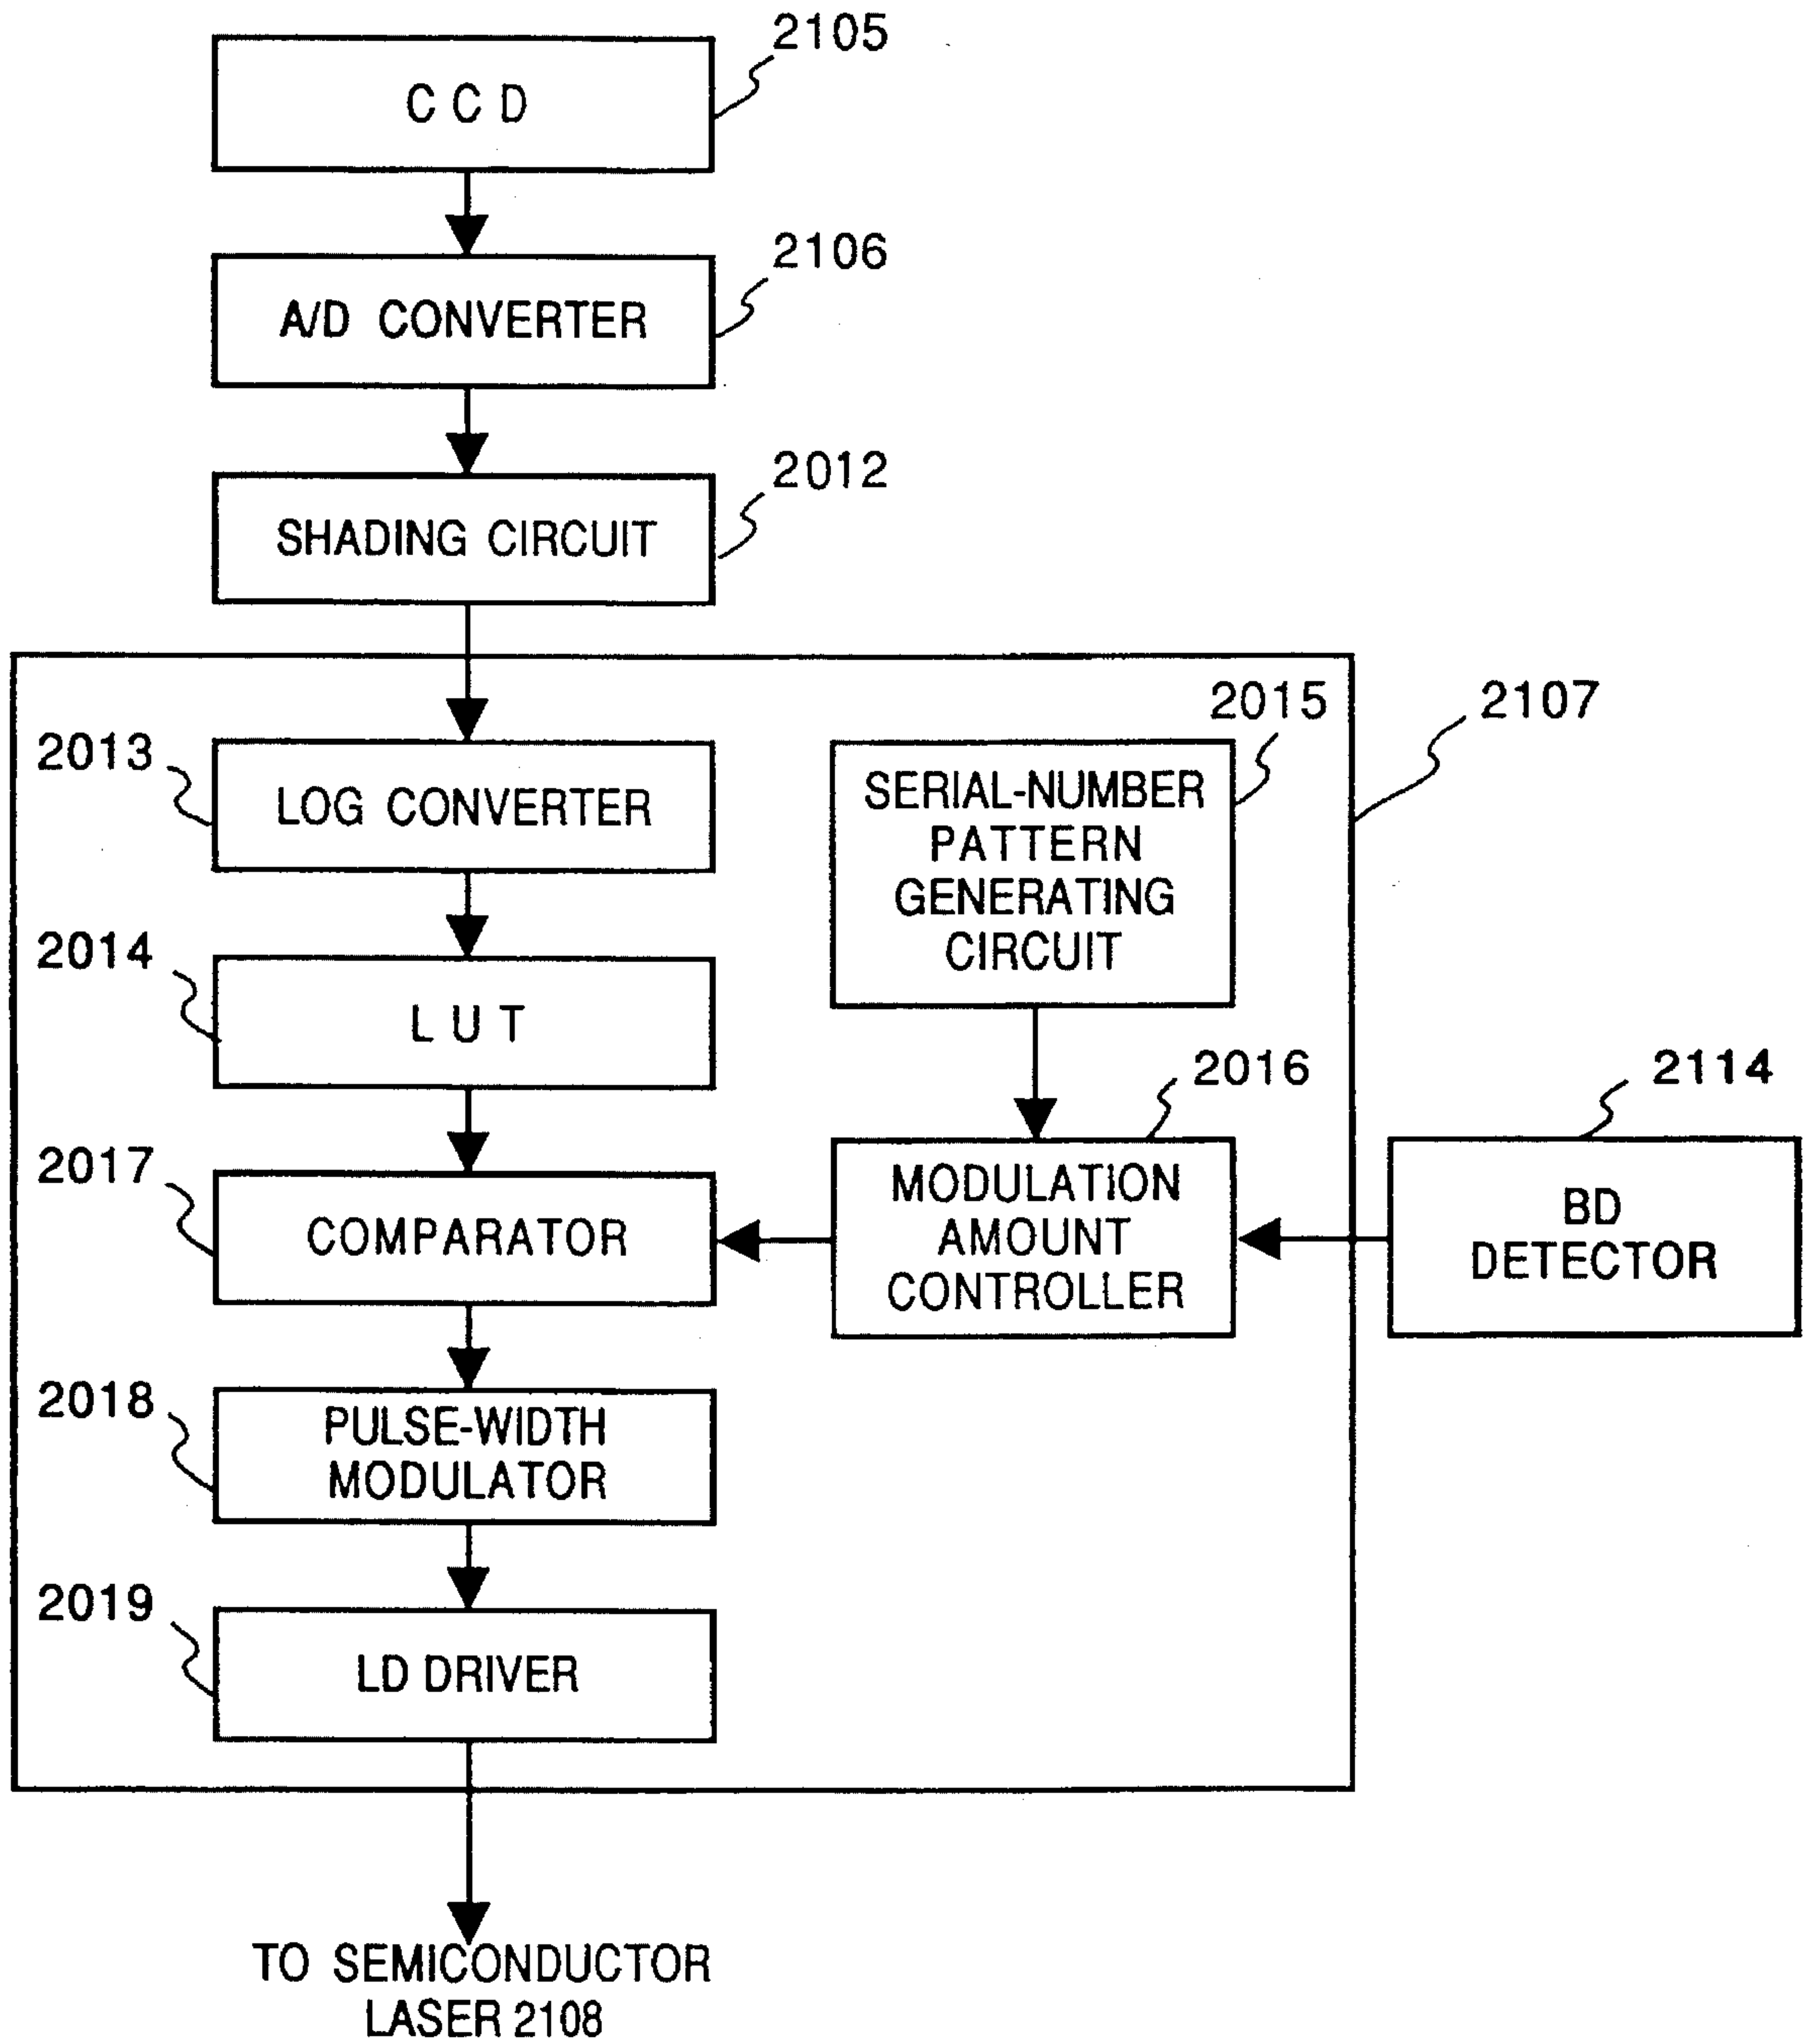 2105
C C D
2106
A/D CONVERTER
2012
SHADING CIRCUIT
2107
2013
LOG CONVERTER
2015
SERIAL-NUMBER
PATTERN
GENERATING
CIRCUIT
2014
L U T
2016
MODULATION
AMOUNT
CONTROLLER
2114
BD
DETECTOR
2017
COMPARATOR
2018
PULSE-WIDTH
MODULATOR
2019
LD DRIVER
TO SEMICONDUCTOR
LASER 2108